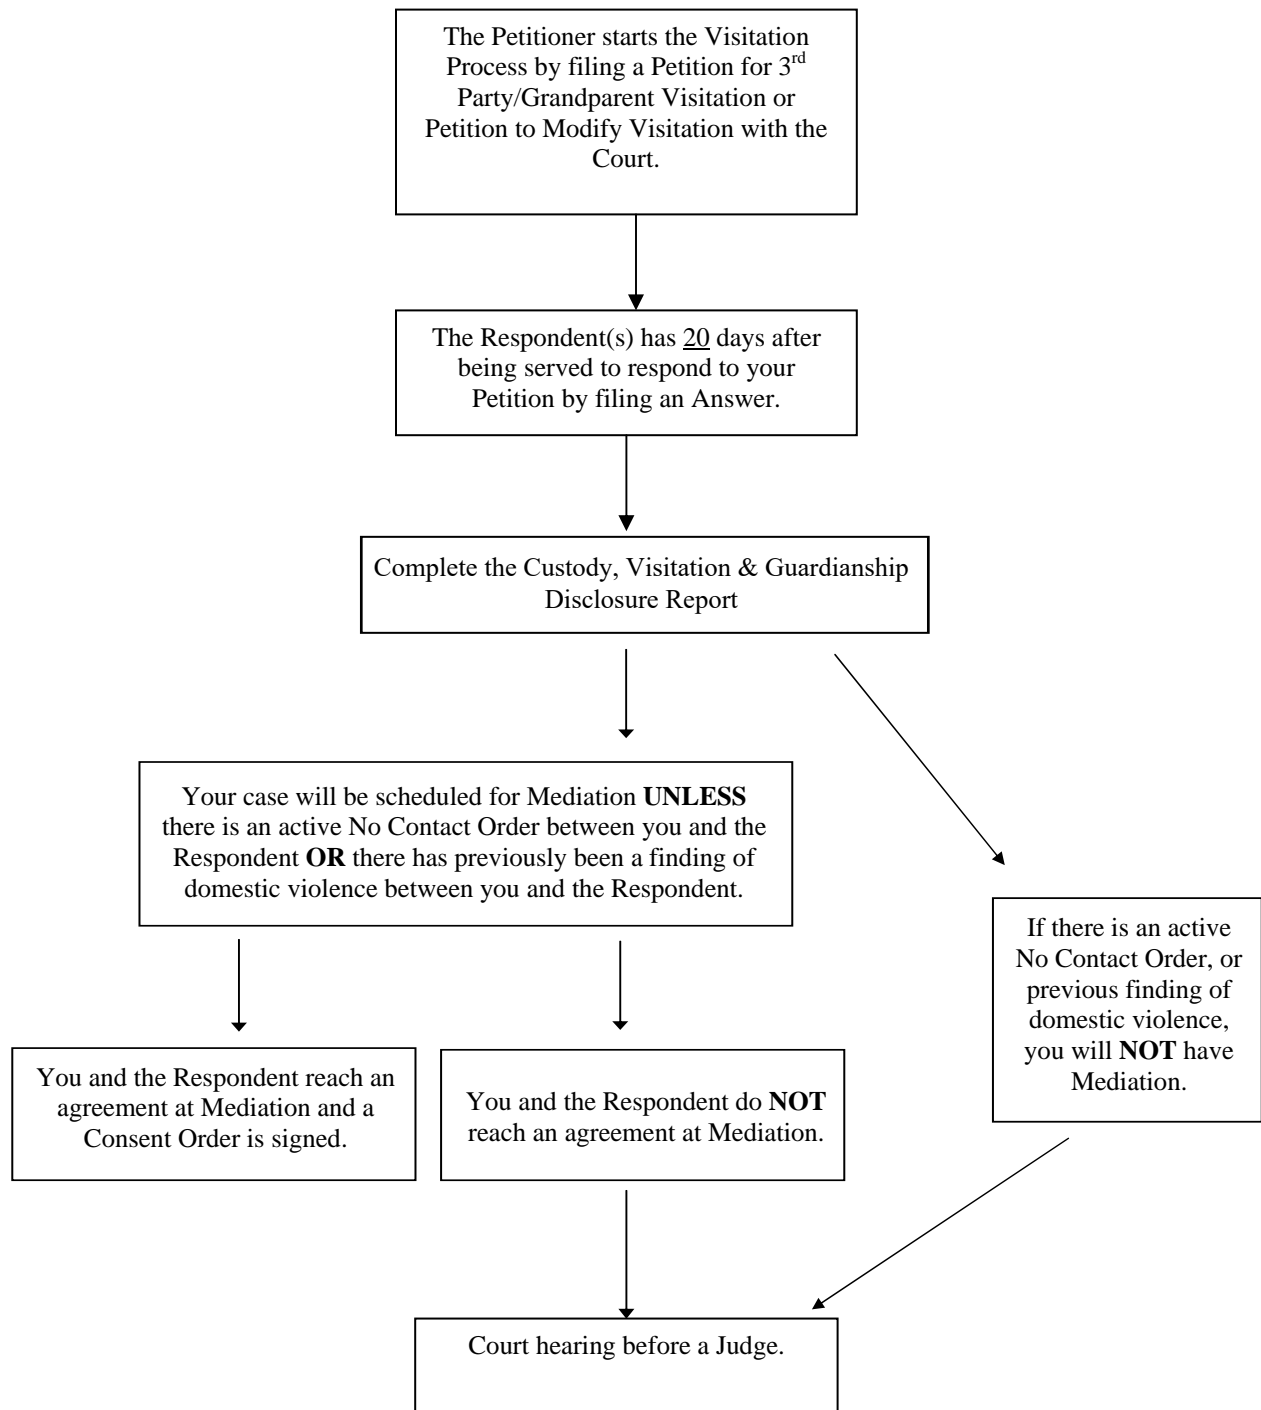 The Petitioner starts the Visitation
Process by filing a Petition for 3rd
Party/Grandparent Visitation or
Petition to Modify Visitation with the
Court.
The Respondent(s) has 20 days after
being served to respond to your
Petition by filing an Answer.
Complete the Custody, Visitation & Guardianship
Disclosure Report
Your case will be scheduled for Mediation UNLESS
there is an active No Contact Order between you and the
Respondent OR there has previously been a finding of
domestic violence between you and the Respondent.
If there is an active
No Contact Order, or
previous finding of
domestic violence,
you will NOT have
Mediation.
You and the Respondent reach an
agreement at Mediation and a
Consent Order is signed.
You and the Respondent do NOT
reach an agreement at Mediation.
Court hearing before a Judge.